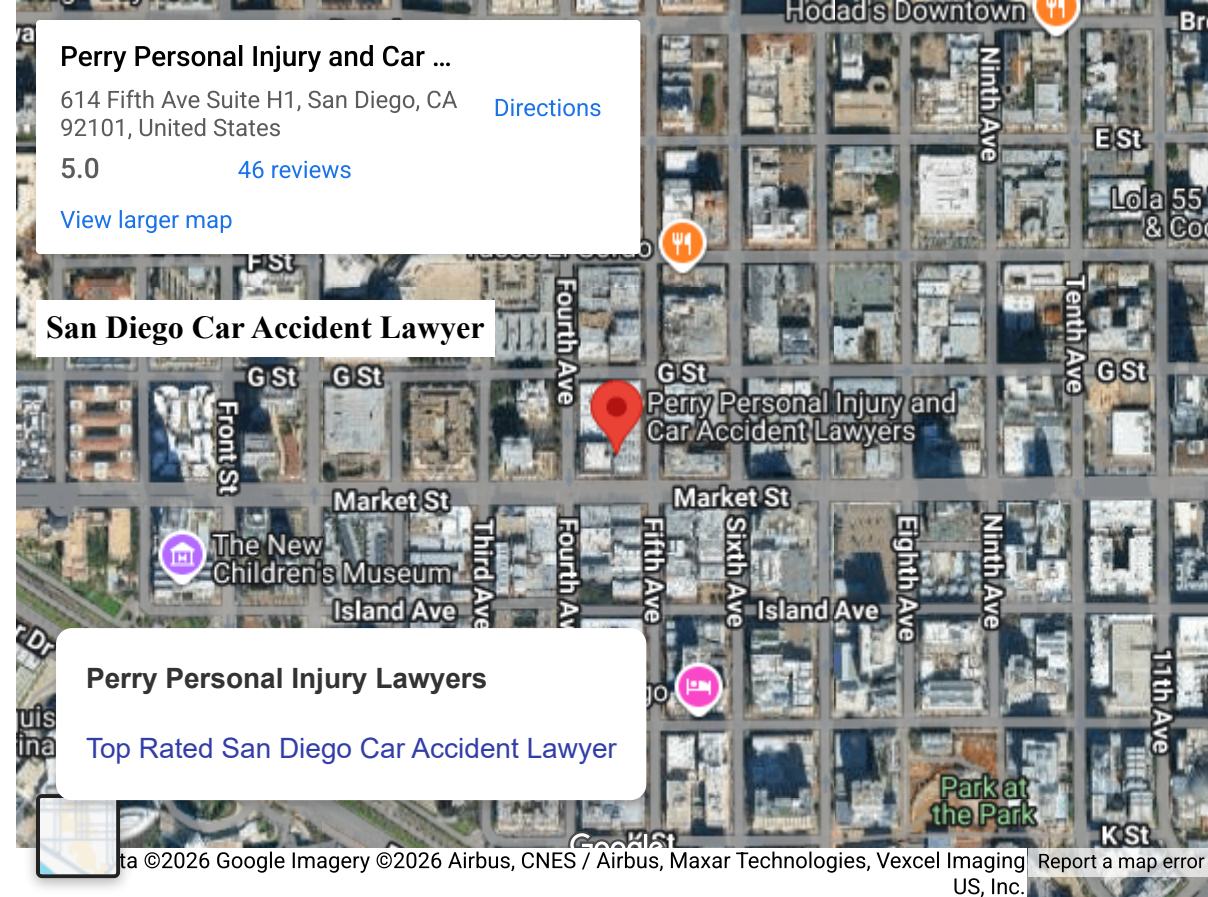 Hodad's Downtown
Br
Perry Personal Injury and Car ...
614 Fifth Ave Suite H1, San Diego, CA
92101, United States
Directions
5.0
46 reviews
View larger map
Ninth Ave
E St
Lola 55
& Co
F St
Fourth Ave
Tenth Ave
San Diego Car Accident Lawyer
G St
G St
G St
G St
Front St
Perry Personal Injury and
Car Accident Lawyers
Market St
Market St
The New
Children's Museum
Third Ave
Fourth Av
Fifth Ave
Sixth Ave
Eighth Ave
Ninth Ave
Island Ave
Island Ave
r Dr
Perry Personal Injury Lawyers
go
11th Ave
uis
ina
Top Rated San Diego Car Accident Lawyer
Park at
the Park
K St
Google
ta ©2026 Google Imagery ©2026 Airbus, CNES / Airbus, Maxar Technologies, Vexcel Imaging
US, Inc.
Report a map error